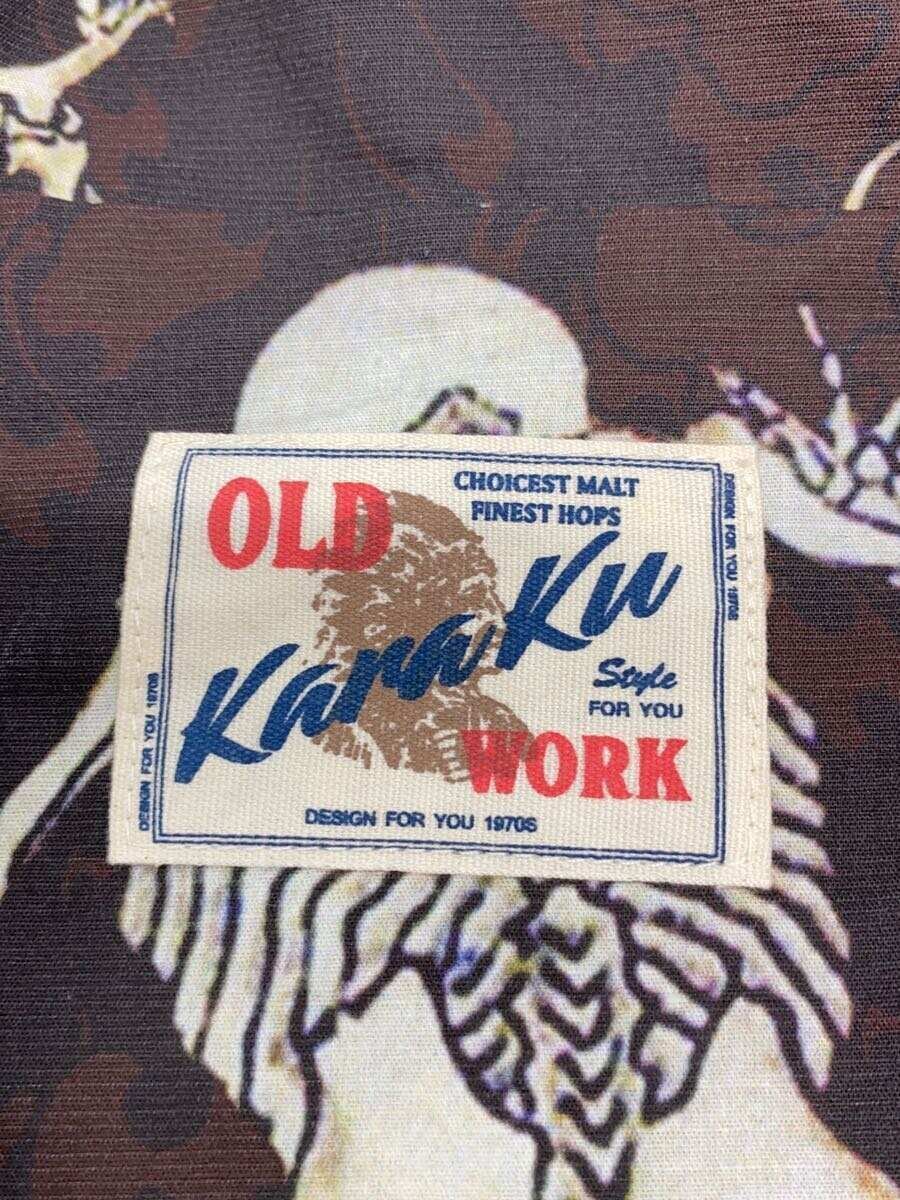 OLD
CHOICEST MALT
FINEST HOPS
KaraKu
Style
FOR YOU
WORK
DESIGN FOR YOU 1970S
DESIGN FOR YOU 1970S
DESIGN FOR YOU 1970S